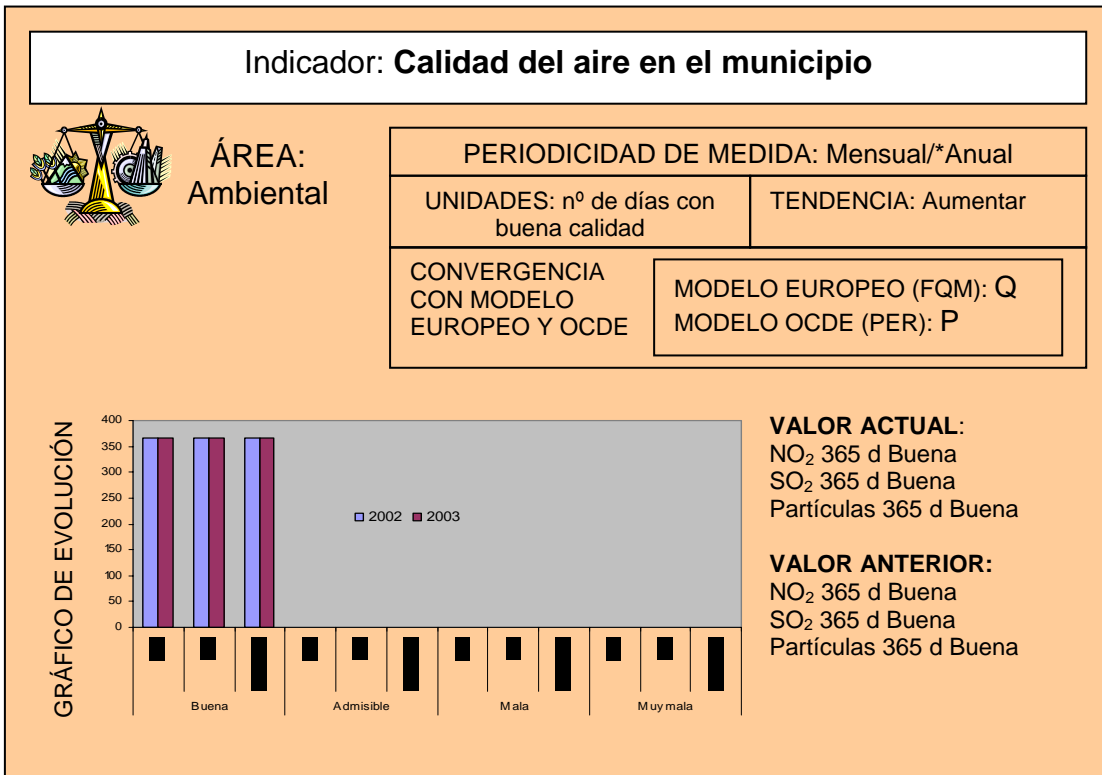 Indicador: Calidad del aire en el municipio
ÁREA:
Ambiental
PERIODICIDAD DE MEDIDA: Mensual/*Anual
UNIDADES: nº de días con
buena calidad
TENDENCIA: Aumentar
CONVERGENCIA
CON MODELO
EUROPEO Y OCDE
MODELO EUROPEO (FQM): Q
MODELO OCDE (PER): P
GRÁFICO DE EVOLUCIÓN
400
350
300
250
200
150
100
50
0
2002 2003
Buena Admisible Mala Muy mala
VALOR ACTUAL:
NO₂ 365 d Buena
SO₂ 365 d Buena
Partículas 365 d Buena
VALOR ANTERIOR:
NO₂ 365 d Buena
SO₂ 365 d Buena
Partículas 365 d Buena